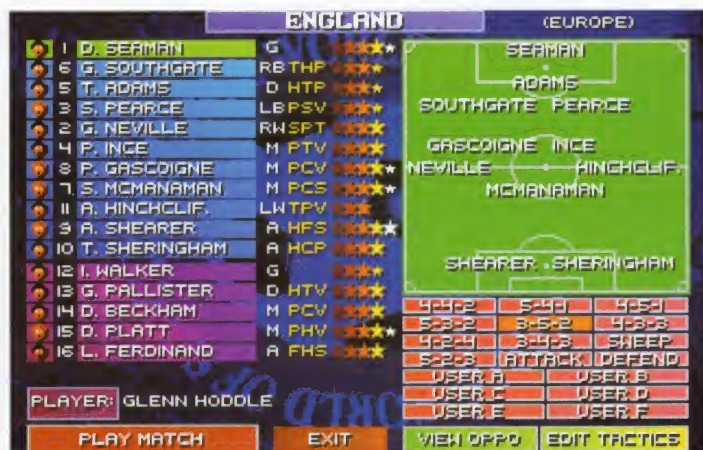 ENGLAND (EUROPE)
1 D. SEAMAN G
6 G. SOUTHGATE RB THP
5 T. ADAMS D HTP
3 S. PEARCE LB PSV
2 G. NEVILLE RW SPT
4 P. INCE M PTV
8 P. GASCOIGNE M PCV
7 S. MCMANAMAN M PCS
11 A. HINCHCLIF. LW TPV
9 A. SHEARER A HFS
10 T. SHERINGHAM A HCP
12 I. WALKER G
13 G. PALLISTER D HTV
14 D. BECKHAM M PCV
15 D. PLATT M PHV
16 L. FERDINAND A FHS
PLAYER: GLENN HODDLE
PLAY MATCH EXIT
SEAMAN
ADAMS
SOUTHGATE PEARCE
GASCOIGNE INCE
NEVILLE HINCHCLIF.
MCMANAMAN
SHEARER SHERINGHAM
4-4-2 5-4-1 4-5-1
5-3-2 3-5-2 4-3-3
4-2-4 3-4-3 SWEEP
5-2-3 ATTACK DEFEND
USER A USER B
USER C USER D
USER E USER F
VIEW OPPO EDIT TACTICS